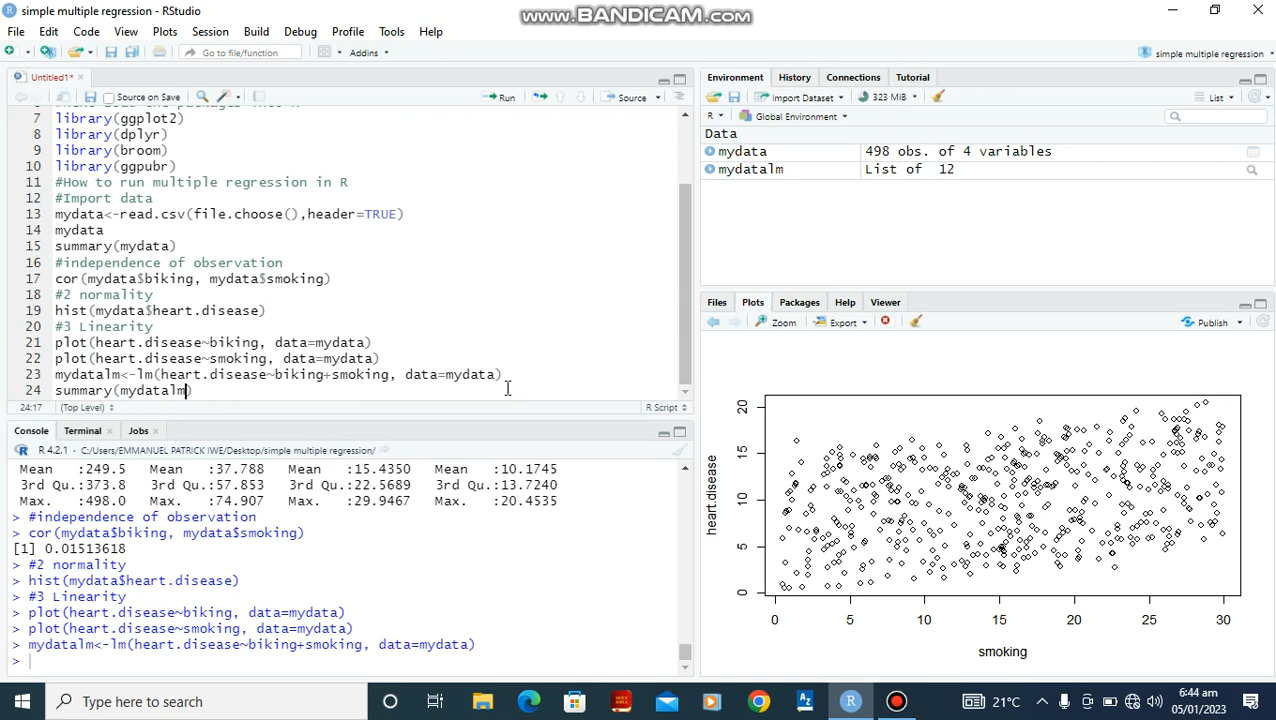 simple multiple regression - RStudio
www.BANDICAM.com
File Edit Code View Plots Session Build Debug Profile Tools Help
Go to file/function
Addins
simple multiple regression
Untitled1*
Source on Save
Run
Source
7 library(ggplot2)
8 library(dplyr)
9 library(broom)
10 library(ggpubr)
11 #How to run multiple regression in R
12 #Import data
13 mydata<-read.csv(file.choose(),header=TRUE)
14 mydata
15 summary(mydata)
16 #independence of observation
17 cor(mydata$biking, mydata$smoking)
18 #2 normality
19 hist(mydata$heart.disease)
20 #3 Linearity
21 plot(heart.disease~biking, data=mydata)
22 plot(heart.disease~smoking, data=mydata)
23 mydatalm<-lm(heart.disease~biking+smoking, data=mydata)
24 summary(mydatalm)
24:17 (Top Level) R Script
Console Terminal Jobs
R 4.2.1 · C:/Users/EMMANUEL PATRICK IWE/Desktop/simple multiple regression/
Mean :249.5 Mean :37.788 Mean :15.4350 Mean :10.1745
3rd Qu.:373.8 3rd Qu.:57.853 3rd Qu.:22.5689 3rd Qu.:13.7240
Max. :498.0 Max. :74.907 Max. :29.9467 Max. :20.4535
> #independence of observation
> cor(mydata$biking, mydata$smoking)
[1] 0.01513618
> #2 normality
> hist(mydata$heart.disease)
> #3 Linearity
> plot(heart.disease~biking, data=mydata)
> plot(heart.disease~smoking, data=mydata)
> mydatalm<-lm(heart.disease~biking+smoking, data=mydata)
>
Environment History Connections Tutorial
Import Dataset 323 MiB List
R Global Environment
Data
mydata 498 obs. of 4 variables
mydatalm List of 12
Files Plots Packages Help Viewer
Zoom Export Publish
20
15
10
5
0
heart.disease
0 5 10 15 20 25 30
smoking
Type here to search
21°C
6:44 am
05/01/2023